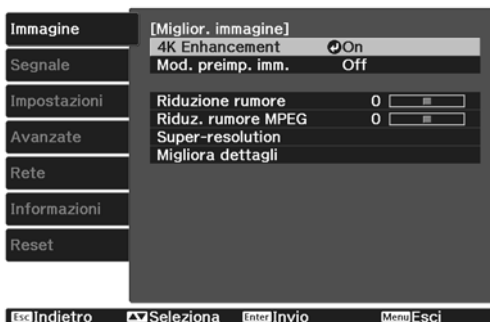 Immagine
Segnale
Impostazioni
Avanzate
Rete
Informazioni
Reset
[Miglior. immagine]
4K Enhancement On
Mod. preimp. imm. Off
Riduzione rumore 0
Riduz. rumore MPEG 0
Super-resolution
Migliora dettagli
Esc Indietro Seleziona Enter Invio Menu Esci